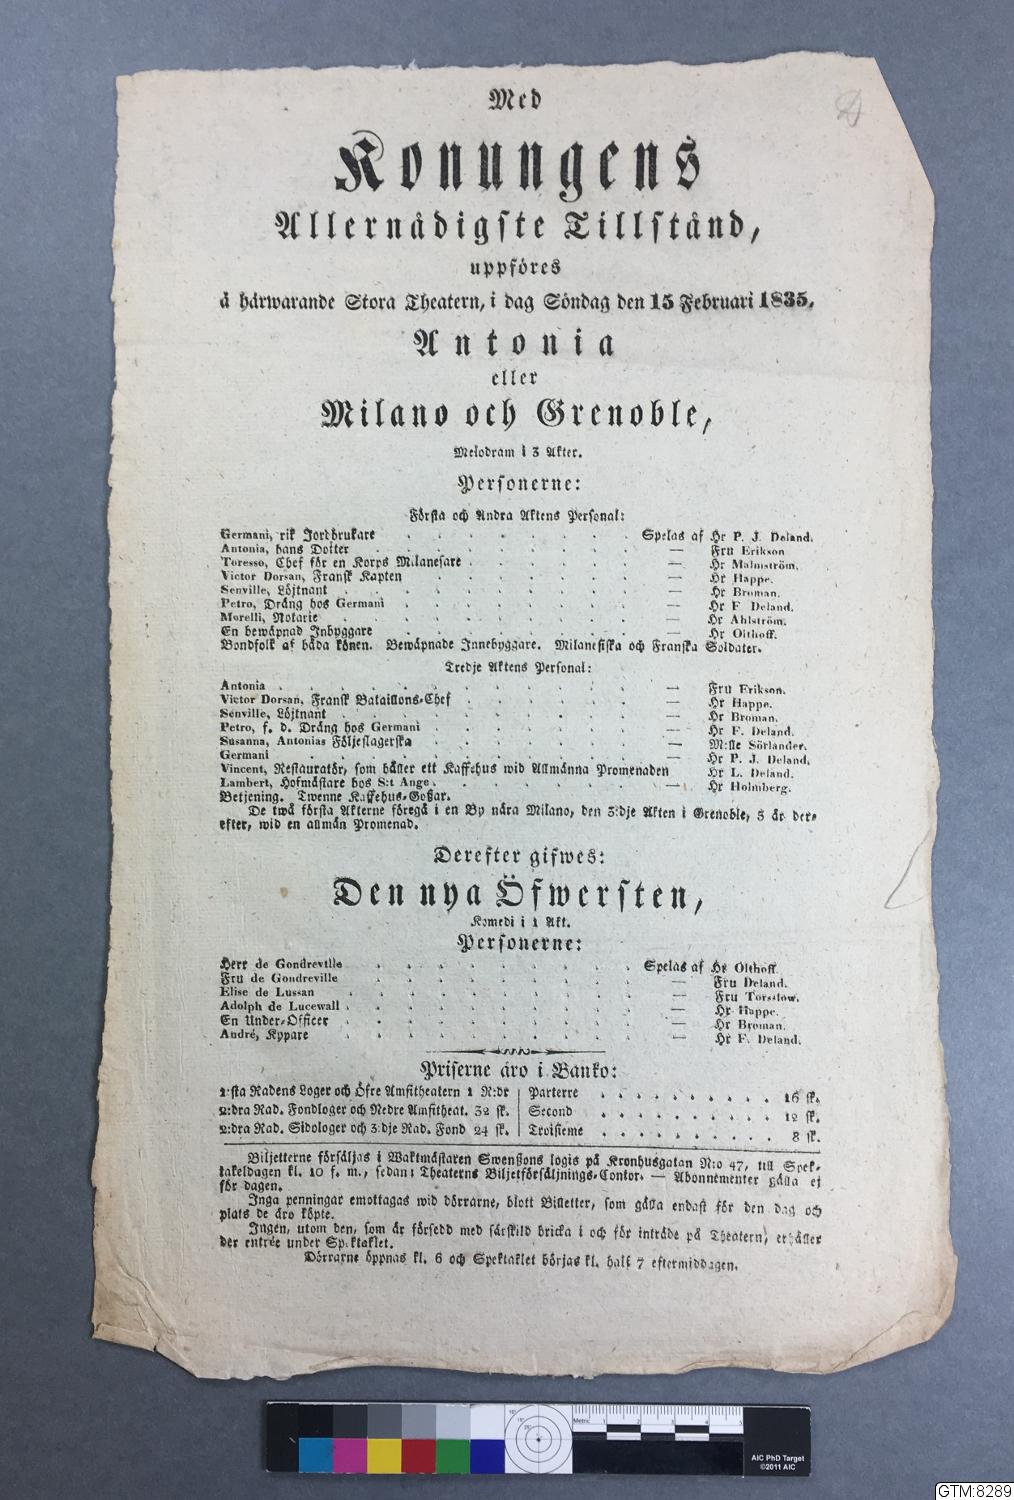 Med
Konungens
Allernådigste Tillstånd,
uppföres
å härwarande Stora Theatern, i dag Söndag den 15 Februari 1835.
Antonia
eller
Milano och Grenoble,
Melodram i 3 Akter.
Personerne:
Första och Andra Aktens Personal:
Germani, rik Jordbrukare . . . . . . . . Spelas af Hr P. J. Deland.
Antonia, hans Dotter . . . . . . . . — Fru Erikson
Toresso, Chef för en Korps Milanesare . . . . . . — Hr Malmström.
Victor Dorsan, Fransk Kapten . . . . . . . — Hr Happe.
Senville, Löjtnant . . . . . . . . . — Hr Broman.
Petro, Dräng hos Germani . . . . . . . — Hr F Deland.
Morelli, Notarie . . . . . . . . . — Hr Ahlström.
En bewäpnad Inbyggare . . . . . . . — Hr Olthoff.
Bondfolk af båda könen. Bewäpnade Innebyggare. Milanesiska och Franska Soldater.
Tredje Aktens Personal:
Antonia . . . . . . . . . . — Fru Erikson.
Victor Dorsan, Fransk Bataillons-Chef . . . . . . — Hr Happe.
Senville, Löjtnant . . . . . . . . . — Hr Broman.
Petro, f. d. Dräng hos Germani . . . . . . . — Hr F. Deland.
Susanna, Antonias Följeslagerska . . . . . . . — M:lle Sörlander.
Germani . . . . . . . . . . — Hr P. J. Deland.
Vincent, Restauratör, som håller ett Kaffehus wid Allmänna Promenaden Hr L. Deland.
Lambert, Hofmästare hos S:t Ange . . . . . . . — Hr Holmberg.
Betjening. Twenne Kaffehus-Goßar.
De twå första Akterne föregå i en By nära Milano, den 3:dje Akten i Grenoble, 5 år der-
efter, wid en allmän Promenad.
Derefter gifwes:
Den nya Öfwersten,
Komedi i 1 Akt.
Personerne:
Herr de Gondreville . . . . . . . . . Spelas af Hr Olthoff.
Fru de Gondreville . . . . . . . . . — Fru Deland.
Elise de Lussan . . . . . . . . . . — Fru Torsslow.
Adolph de Lucewall . . . . . . . . . . — Hr Happe.
En Under-Officer . . . . . . . . . . — Hr Broman.
André, Kypare . . . . . . . . . . — Hr F. Deland.
Priserne äro i Banko:
1:sta Radens Loger och Öfre Amfitheatern 1 R:dr
2:dra Rad. Fondloger och Nedre Amfitheat. 32 sk.
2:dra Rad. Sidologer och 3:dje Rad. Fond 24 sk.
Parterre . . . . . . . . . . 16 sk.
Second . . . . . . . . . . 12 sk.
Troisieme . . . . . . . . . . 8 sk.
Biljetterne försäljas i Waktmästaren Swenßons logis på Kronhusgatan N:o 47, till Spek-
takeldagen kl. 10 f. m., sedan i Theaterns Biljetförsäljnings-Contor. — Abonnementer gälla ej
för dagen.
Inga penningar emottagas wid dörrarne, blott Billetter, som gälla endast för den dag och
plats de äro köpte.
Ingen, utom den, som är försedd med särskild bricka i och för inträde på Theatern, erhåller
der entrée under Spektaklet.
Dörrarne öppnas kl. 6 och Spektaklet börjas kl. half 7 eftermiddagen.
Metric 1 2 3 4 5
AIC PhD Target
©2011 AIC
GTM:8289